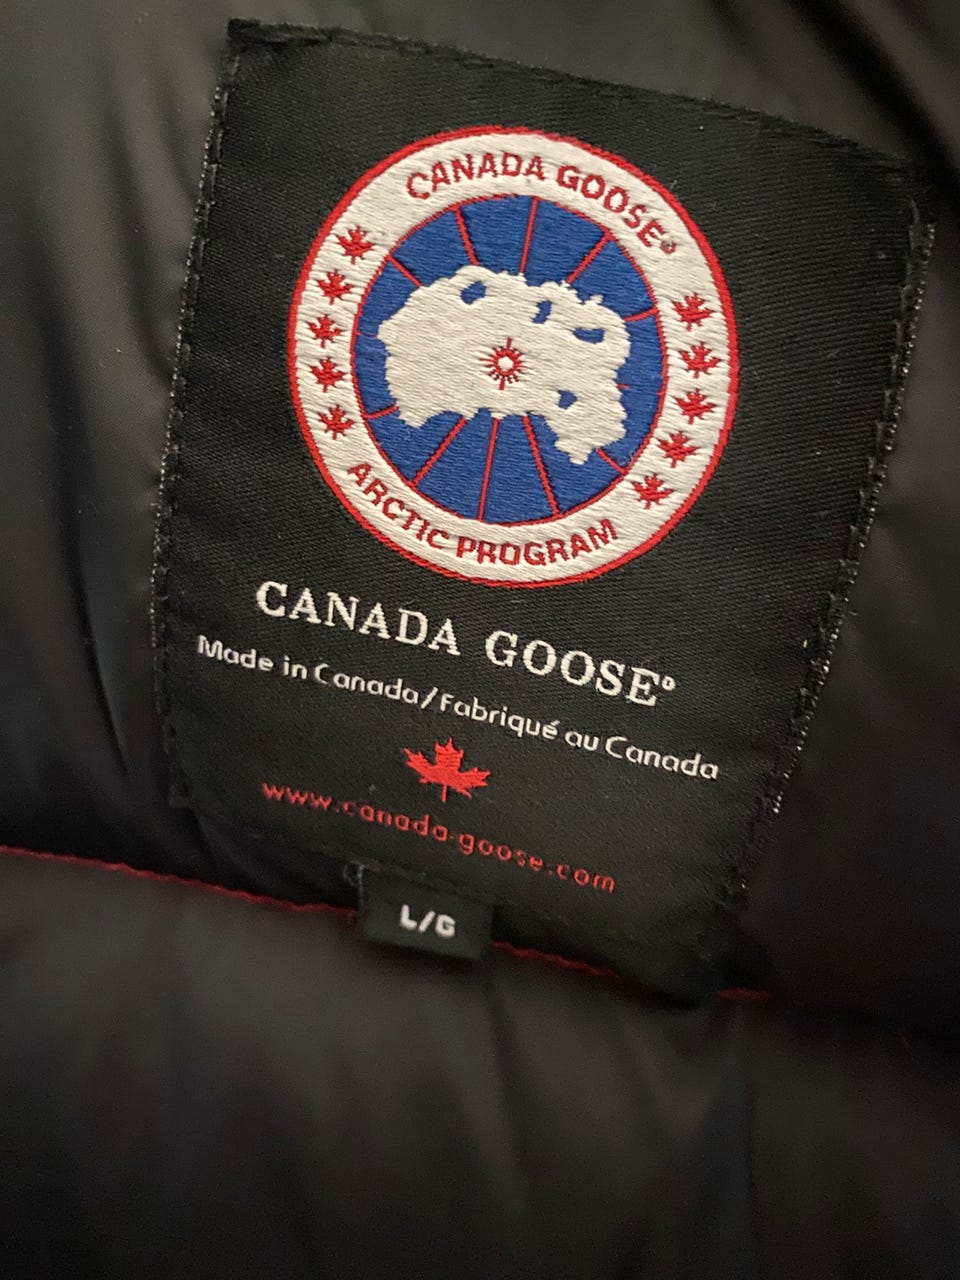 CANADA GOOSE®
ARCTIC PROGRAM
CANADA GOOSE®
Made in Canada/Fabriqué au Canada
www.canada-goose.com
L/G